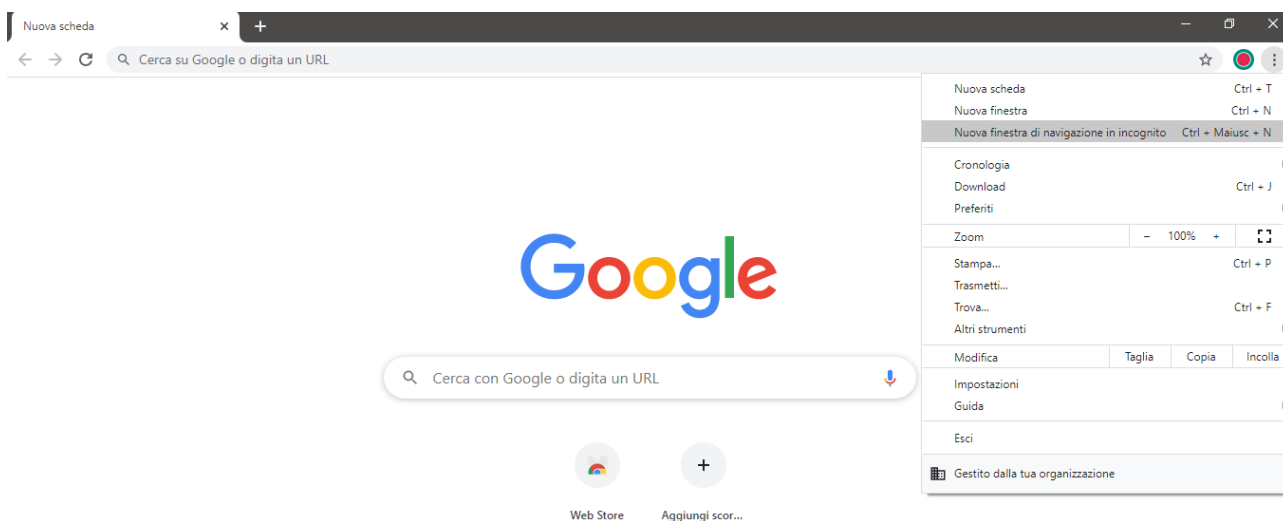 Nuova scheda
Cerca su Google o digita un URL
Nuova scheda Ctrl + T
Nuova finestra Ctrl + N
Nuova finestra di navigazione in incognito Ctrl + Maiusc + N
Cronologia
Download Ctrl + J
Preferiti
Zoom - 100% +
Stampa... Ctrl + P
Trasmetti...
Trova... Ctrl + F
Altri strumenti
Modifica Taglia Copia Incolla
Impostazioni
Guida
Esci
Gestito dalla tua organizzazione
Google
Cerca con Google o digita un URL
Web Store Aggiungi scor...